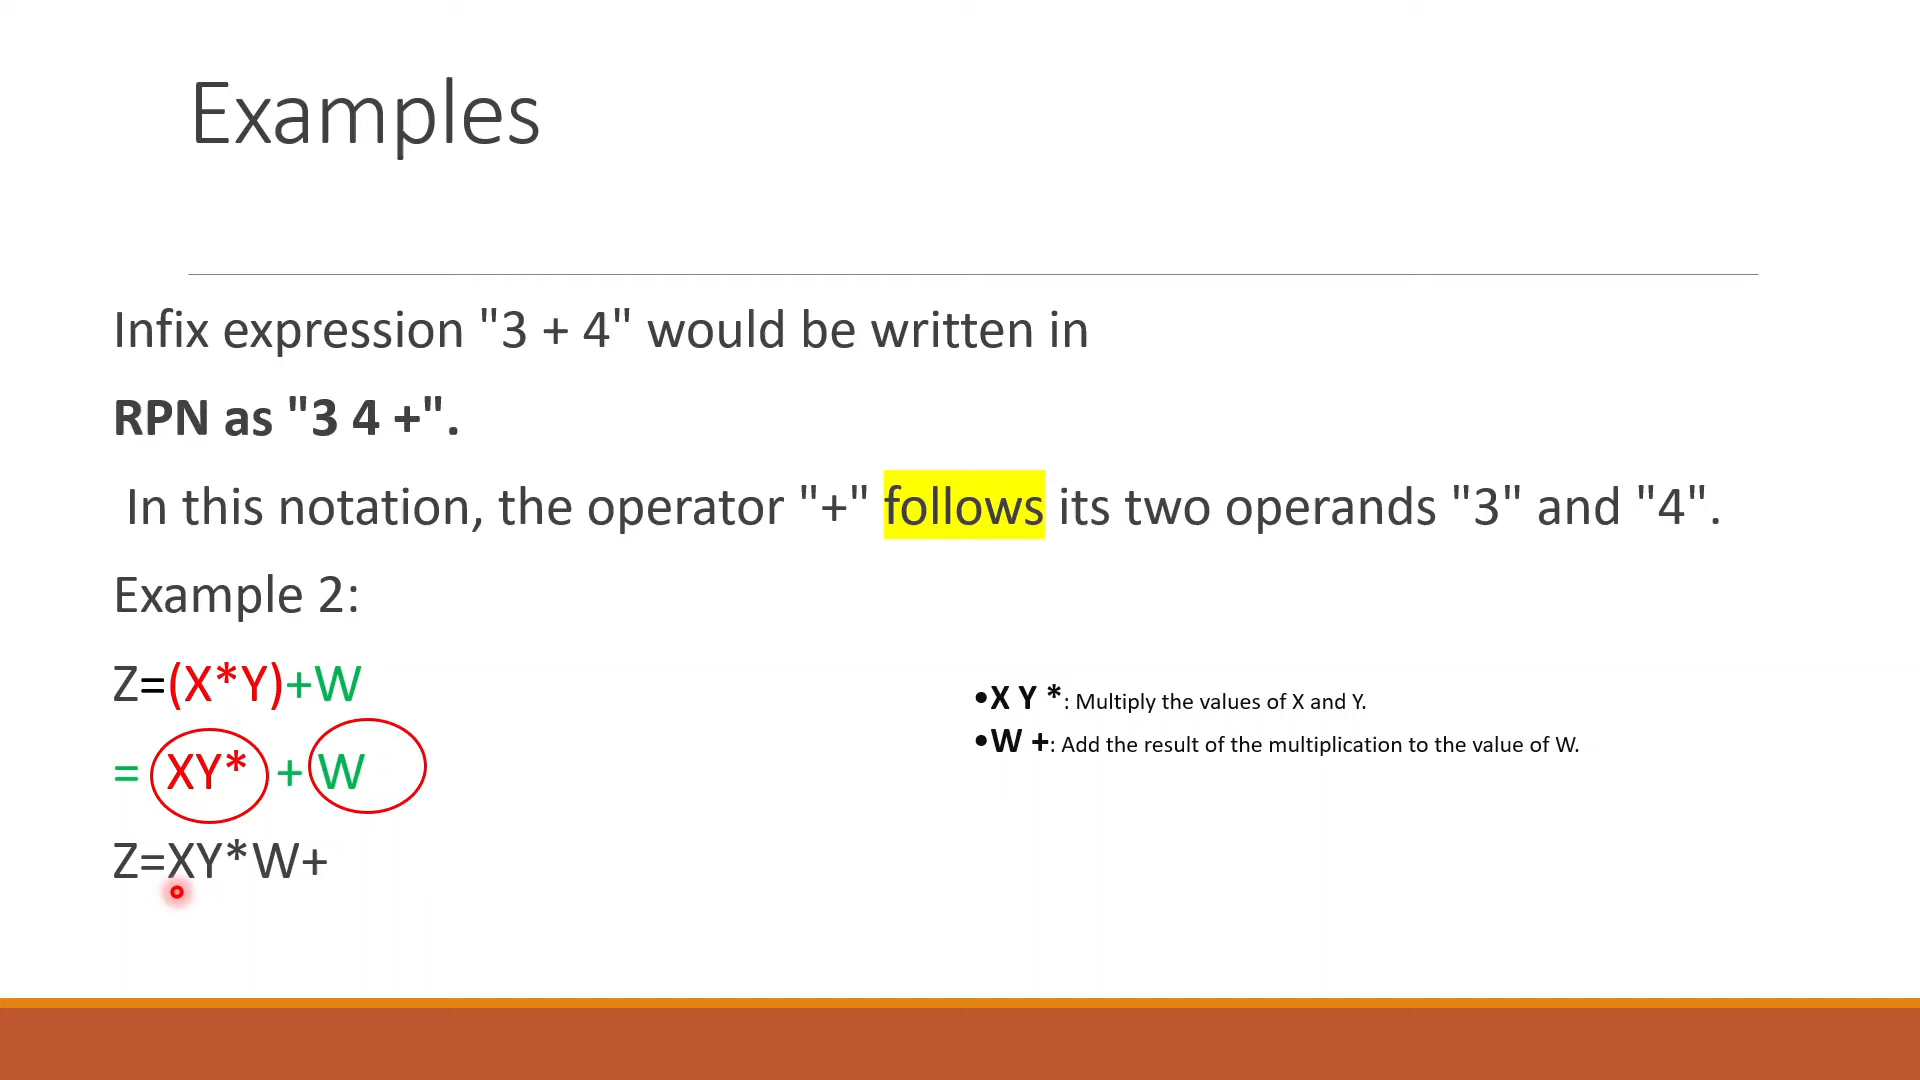 Examples
Infix expression "3 + 4" would be written in
RPN as "3 4 +".
In this notation, the operator "+" follows its two operands "3" and "4".
Example 2:
Z=(X*Y)+W
= XY* + W
Z=XY*W+
•X Y *: Multiply the values of X and Y.
•W +: Add the result of the multiplication to the value of W.